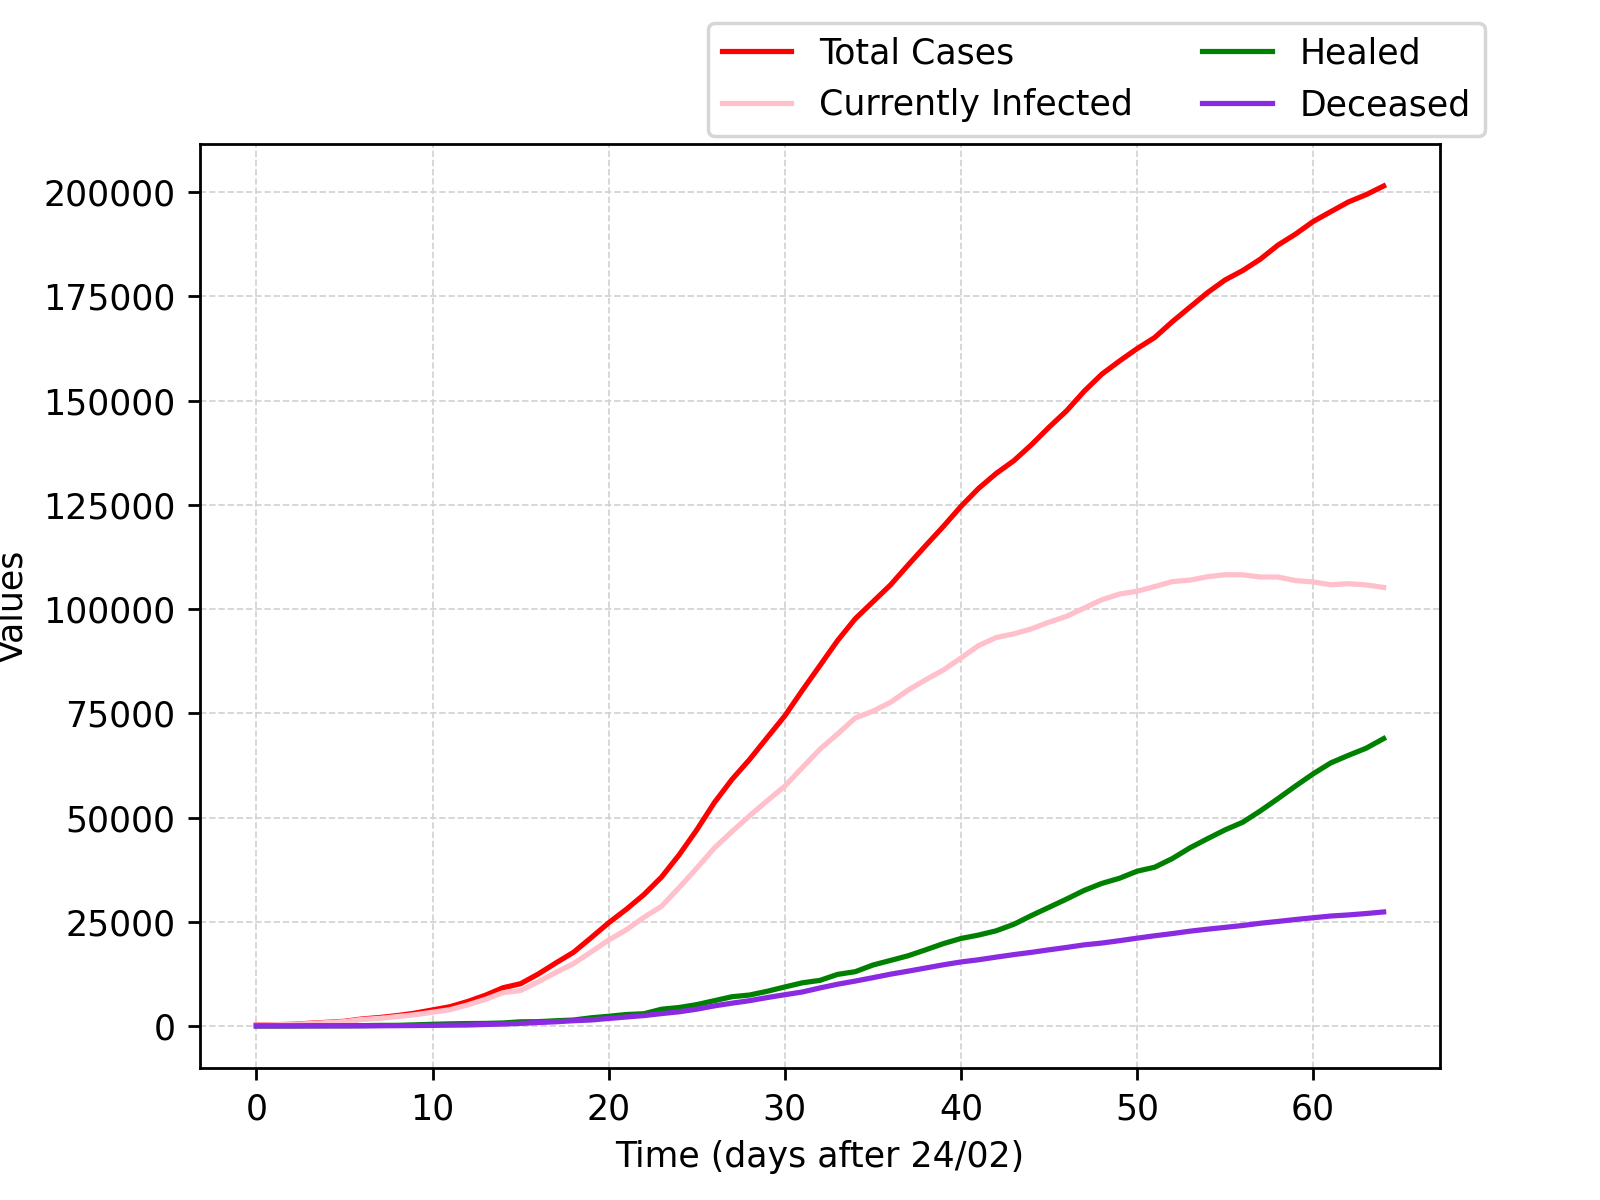 Total Cases
Currently Infected
Healed
Deceased
200000
175000
150000
125000
100000
75000
50000
25000
0
Values
0 10 20 30 40 50 60
Time (days after 24/02)